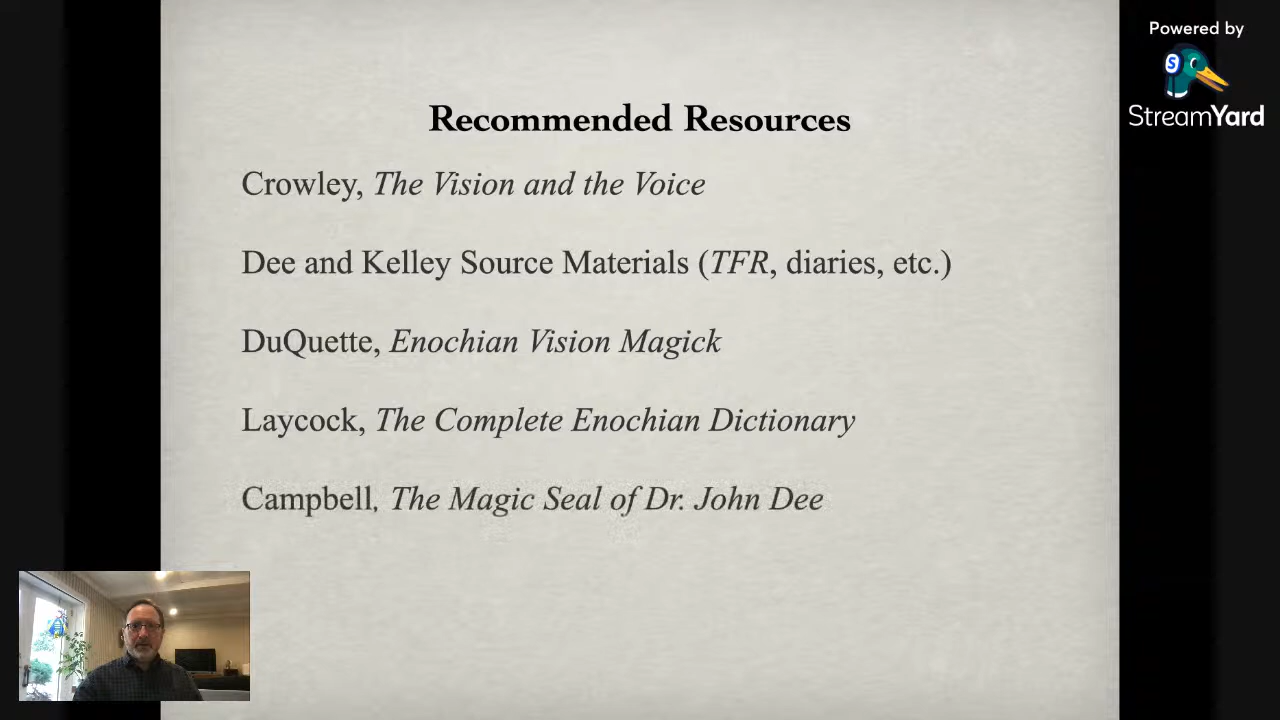 Powered by
StreamYard
Recommended Resources
Crowley, The Vision and the Voice
Dee and Kelley Source Materials (TFR, diaries, etc.)
DuQuette, Enochian Vision Magick
Laycock, The Complete Enochian Dictionary
Campbell, The Magic Seal of Dr. John Dee